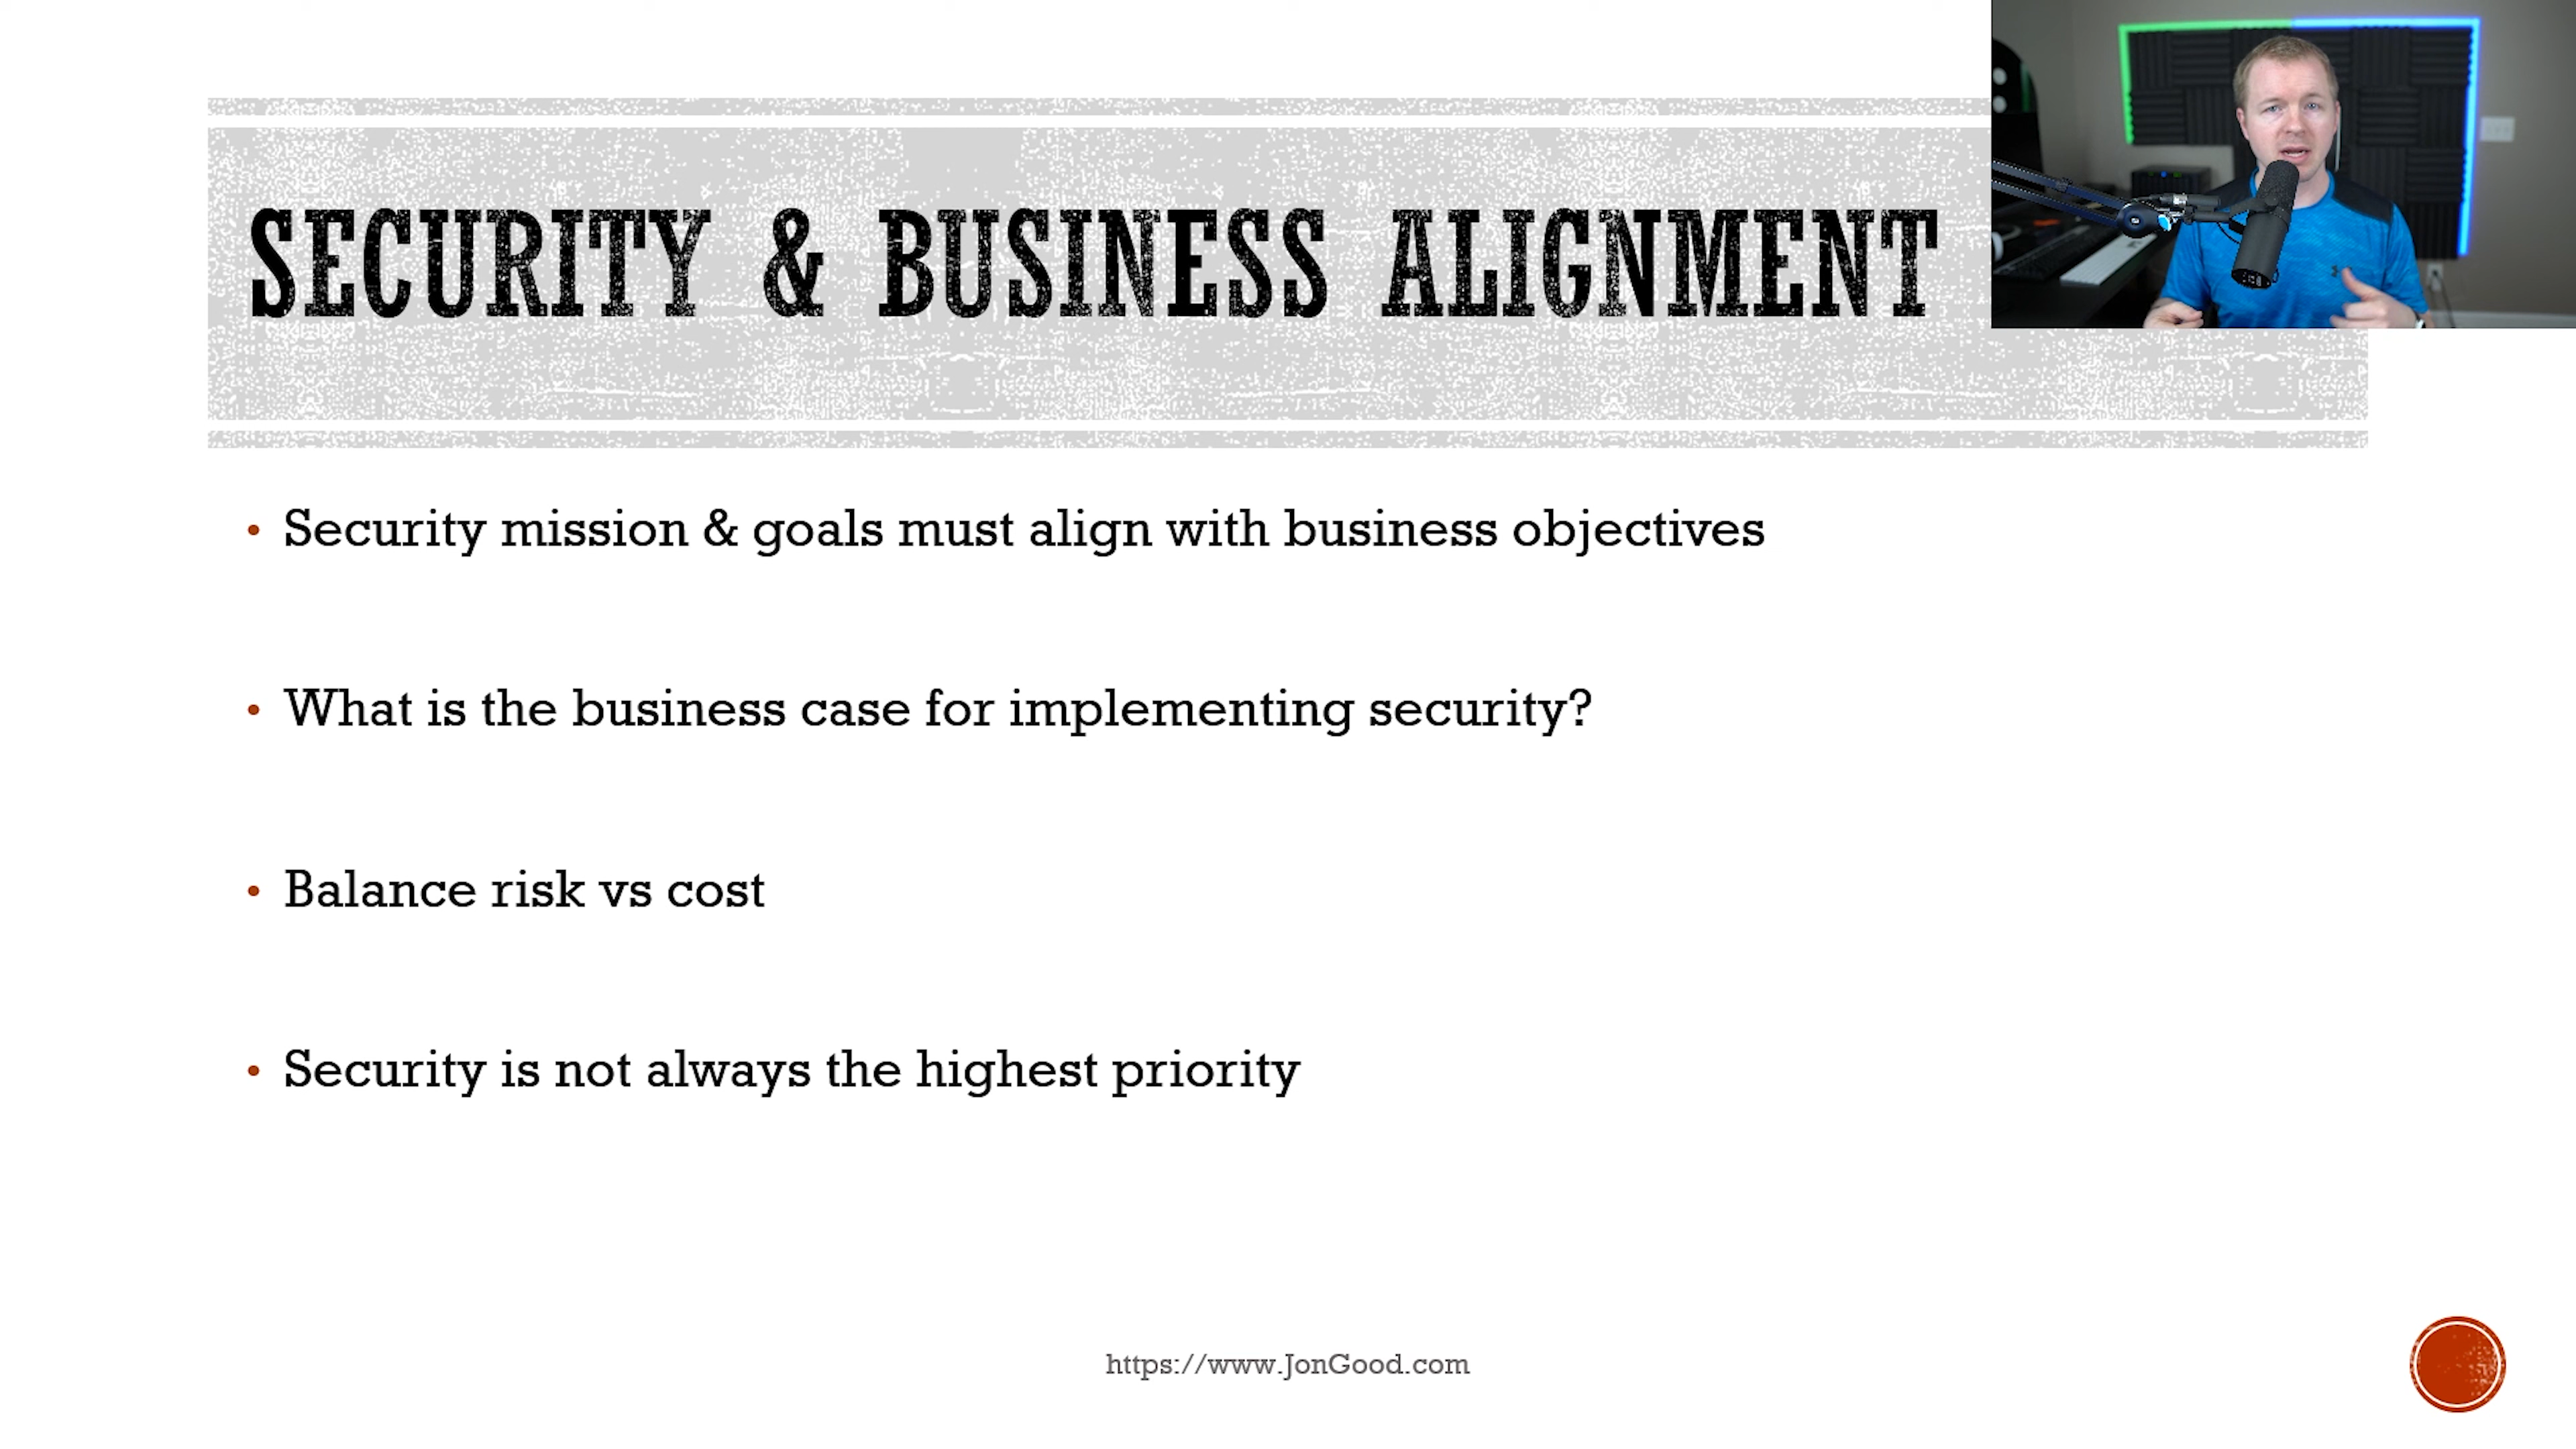 SECURITY & BUSINESS ALIGNMENT
• Security mission & goals must align with business objectives
• What is the business case for implementing security?
• Balance risk vs cost
• Security is not always the highest priority
https://www.JonGood.com